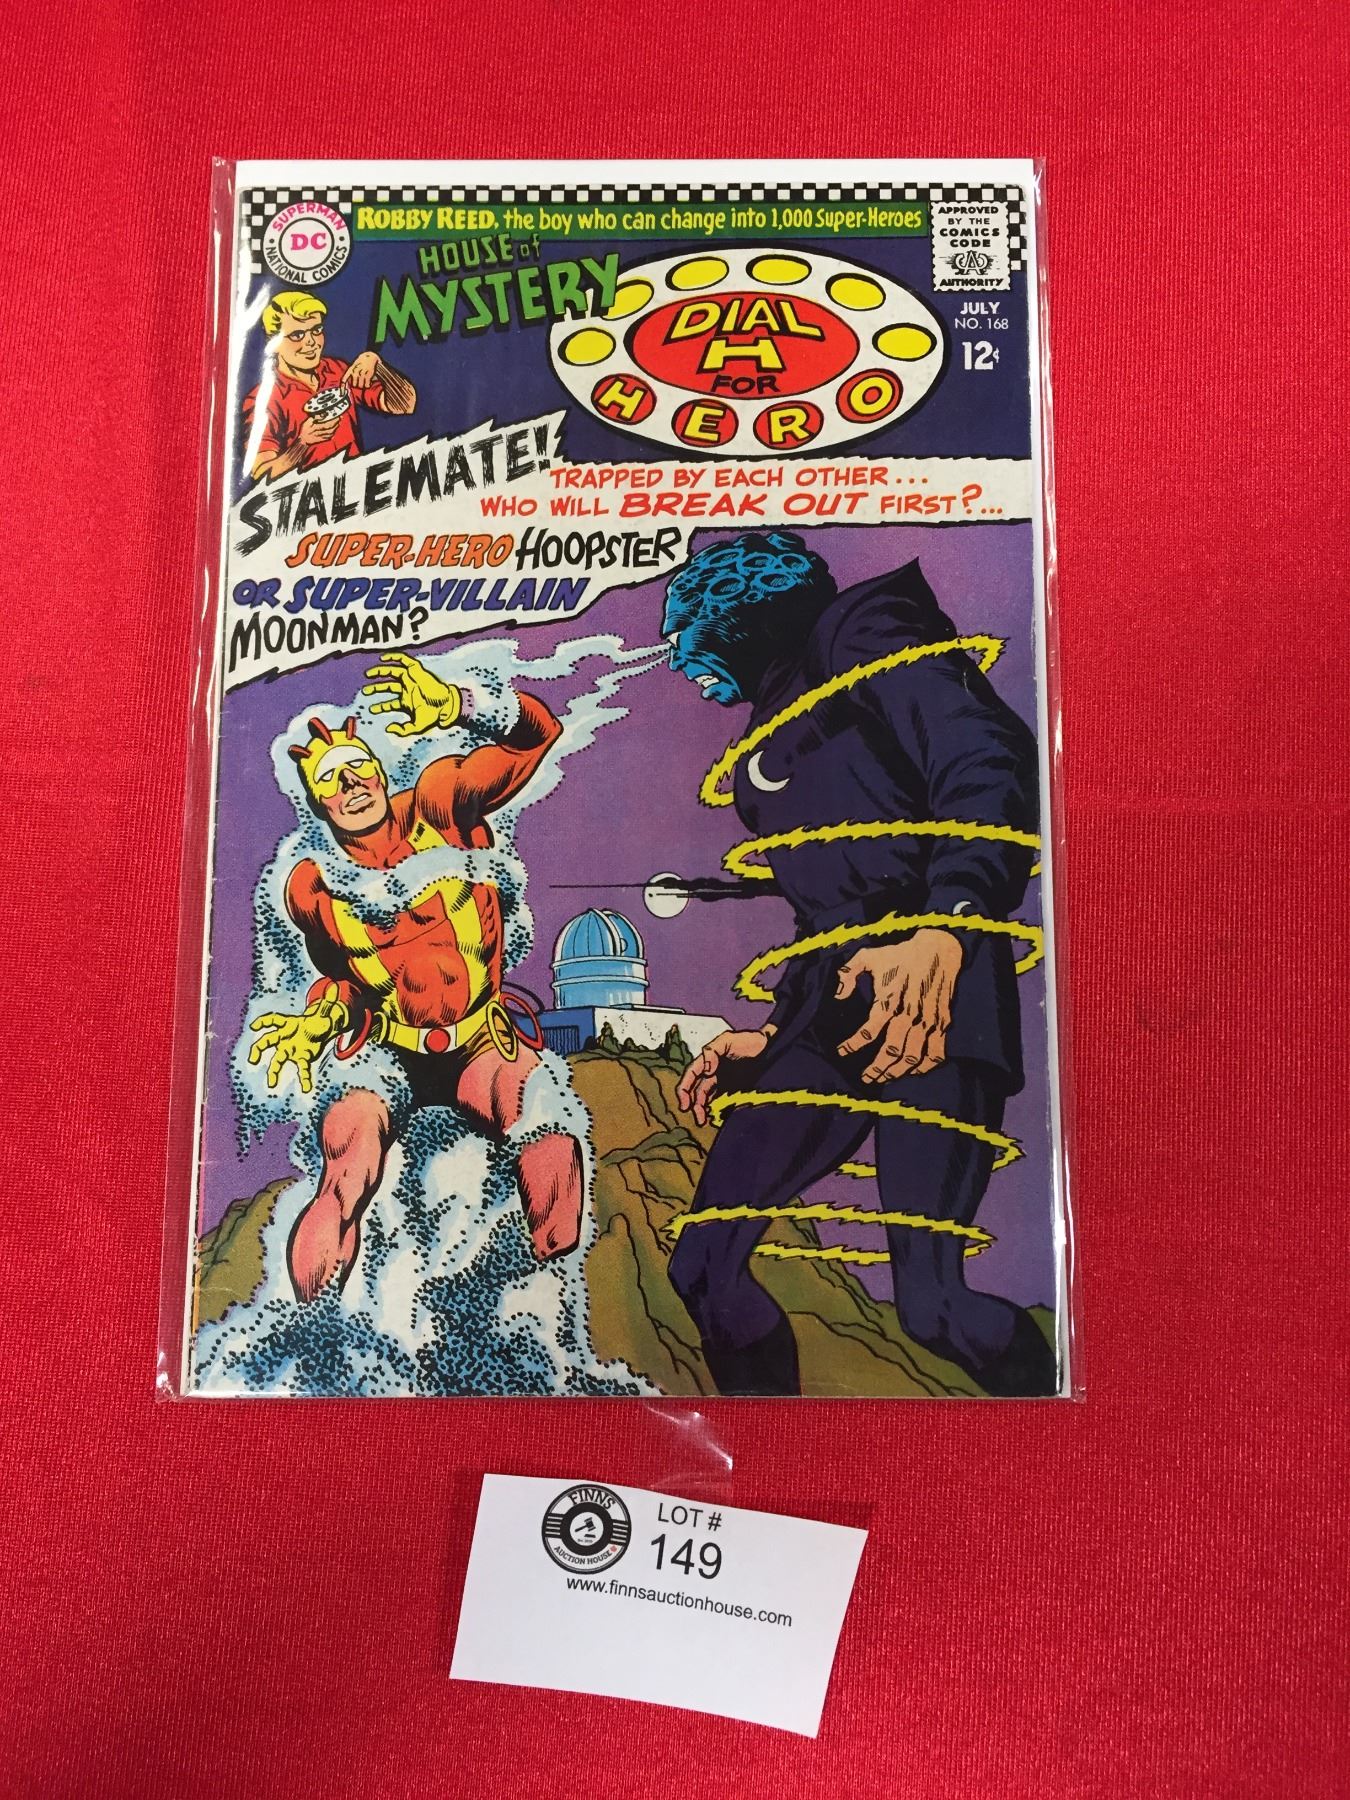 ROBBY REED, the boy who can change into 1,000 Super-Heroes
SUPERMAN
DC
NATIONAL COMICS
APPROVED
BY THE
COMICS
CODE
CA
AUTHORITY
HOUSE of
MYSTERY
DIAL
H
FOR
HERO
JULY
NO. 168
12¢
STALEMATE!
TRAPPED BY EACH OTHER...
WHO WILL BREAK OUT FIRST?...
SUPER-HERO HOOPSTER
OR SUPER-VILLAIN
MOONMAN?
FINNS
AUCTION HOUSE
LOT #
149
www.finnsauctionhouse.com